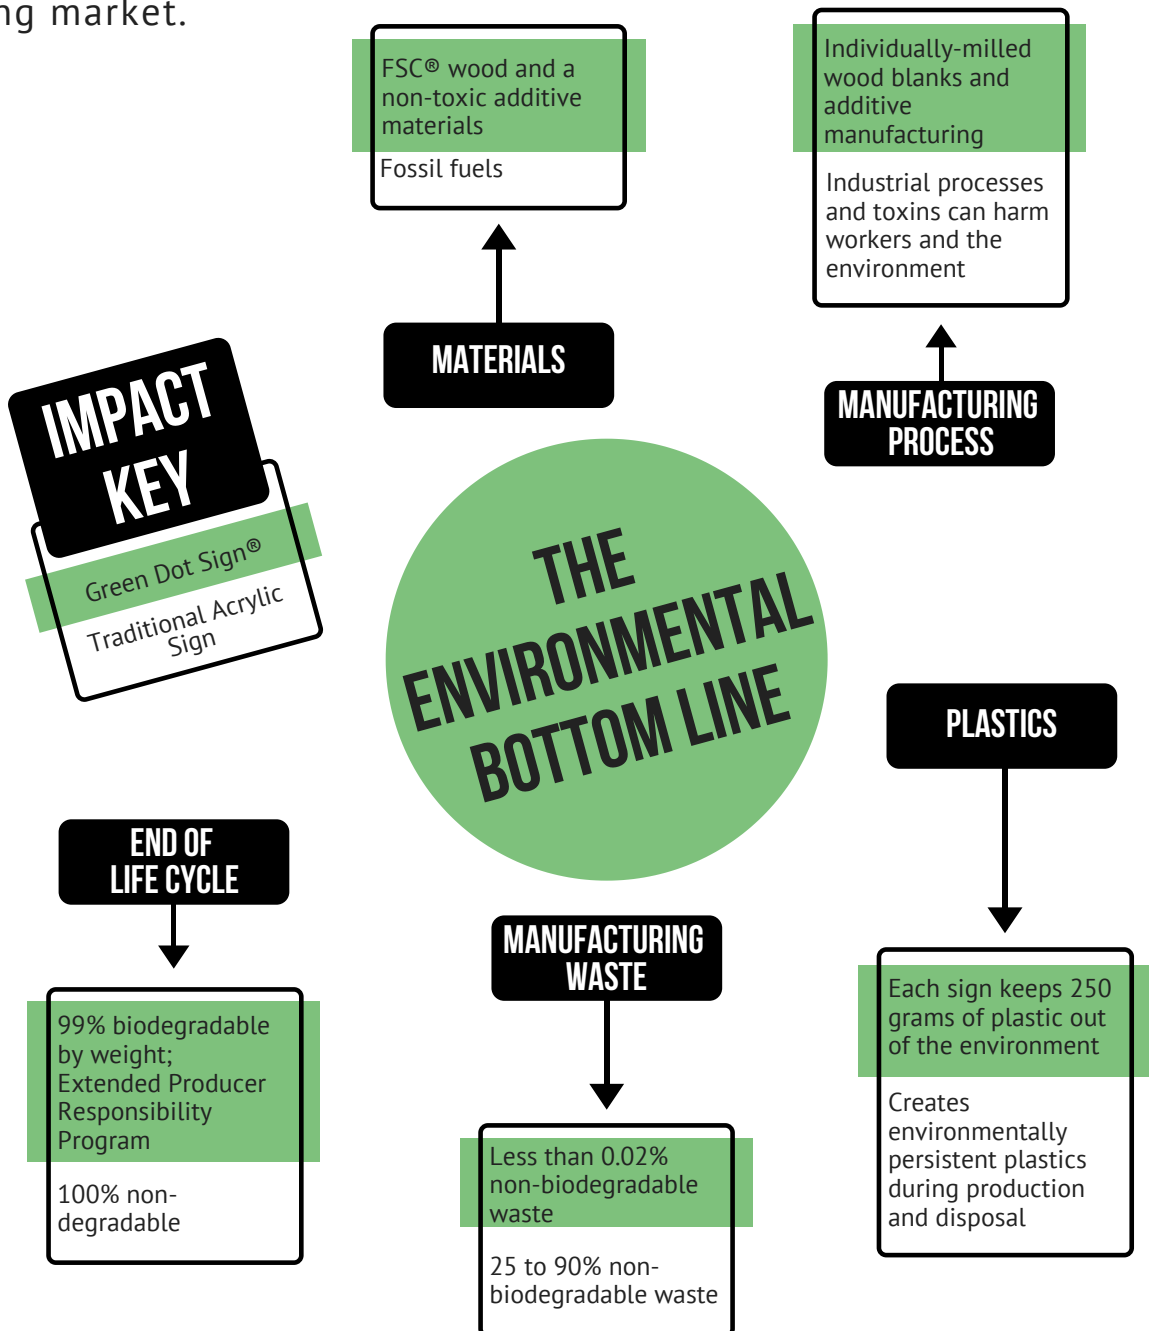 ng market.
FSC® wood and a
non-toxic additive
materials
Fossil fuels
MATERIALS
Individually-milled
wood blanks and
additive
manufacturing
Industrial processes
and toxins can harm
workers and the
environment
MANUFACTURING
PROCESS
IMPACT
KEY
Green Dot Sign®
Traditional Acrylic
Sign
THE
ENVIRONMENTAL
BOTTOM LINE
PLASTICS
Each sign keeps 250
grams of plastic out
of the environment
Creates
environmentally
persistent plastics
during production
and disposal
END OF
LIFE CYCLE
99% biodegradable
by weight;
Extended Producer
Responsibility
Program
100% non-
degradable
MANUFACTURING
WASTE
Less than 0.02%
non-biodegradable
waste
25 to 90% non-
biodegradable waste